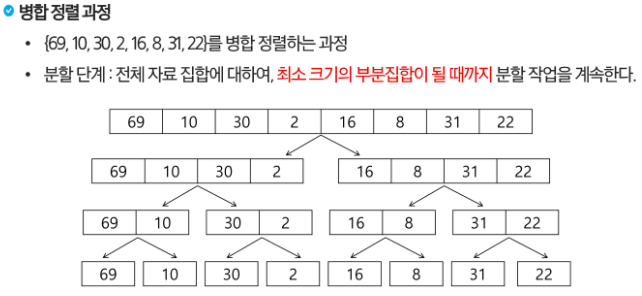 병합 정렬 과정
• {69, 10, 30, 2, 16, 8, 31, 22}를 병합 정렬하는 과정
• 분할 단계 : 전체 자료 집합에 대하여, 최소 크기의 부분집합이 될 때까지 분할 작업을 계속한다.
69 10 30 2 16 8 31 22
69 10 30 2 16 8 31 22
69 10 30 2 16 8 31 22
69 10 30 2 16 8 31 22